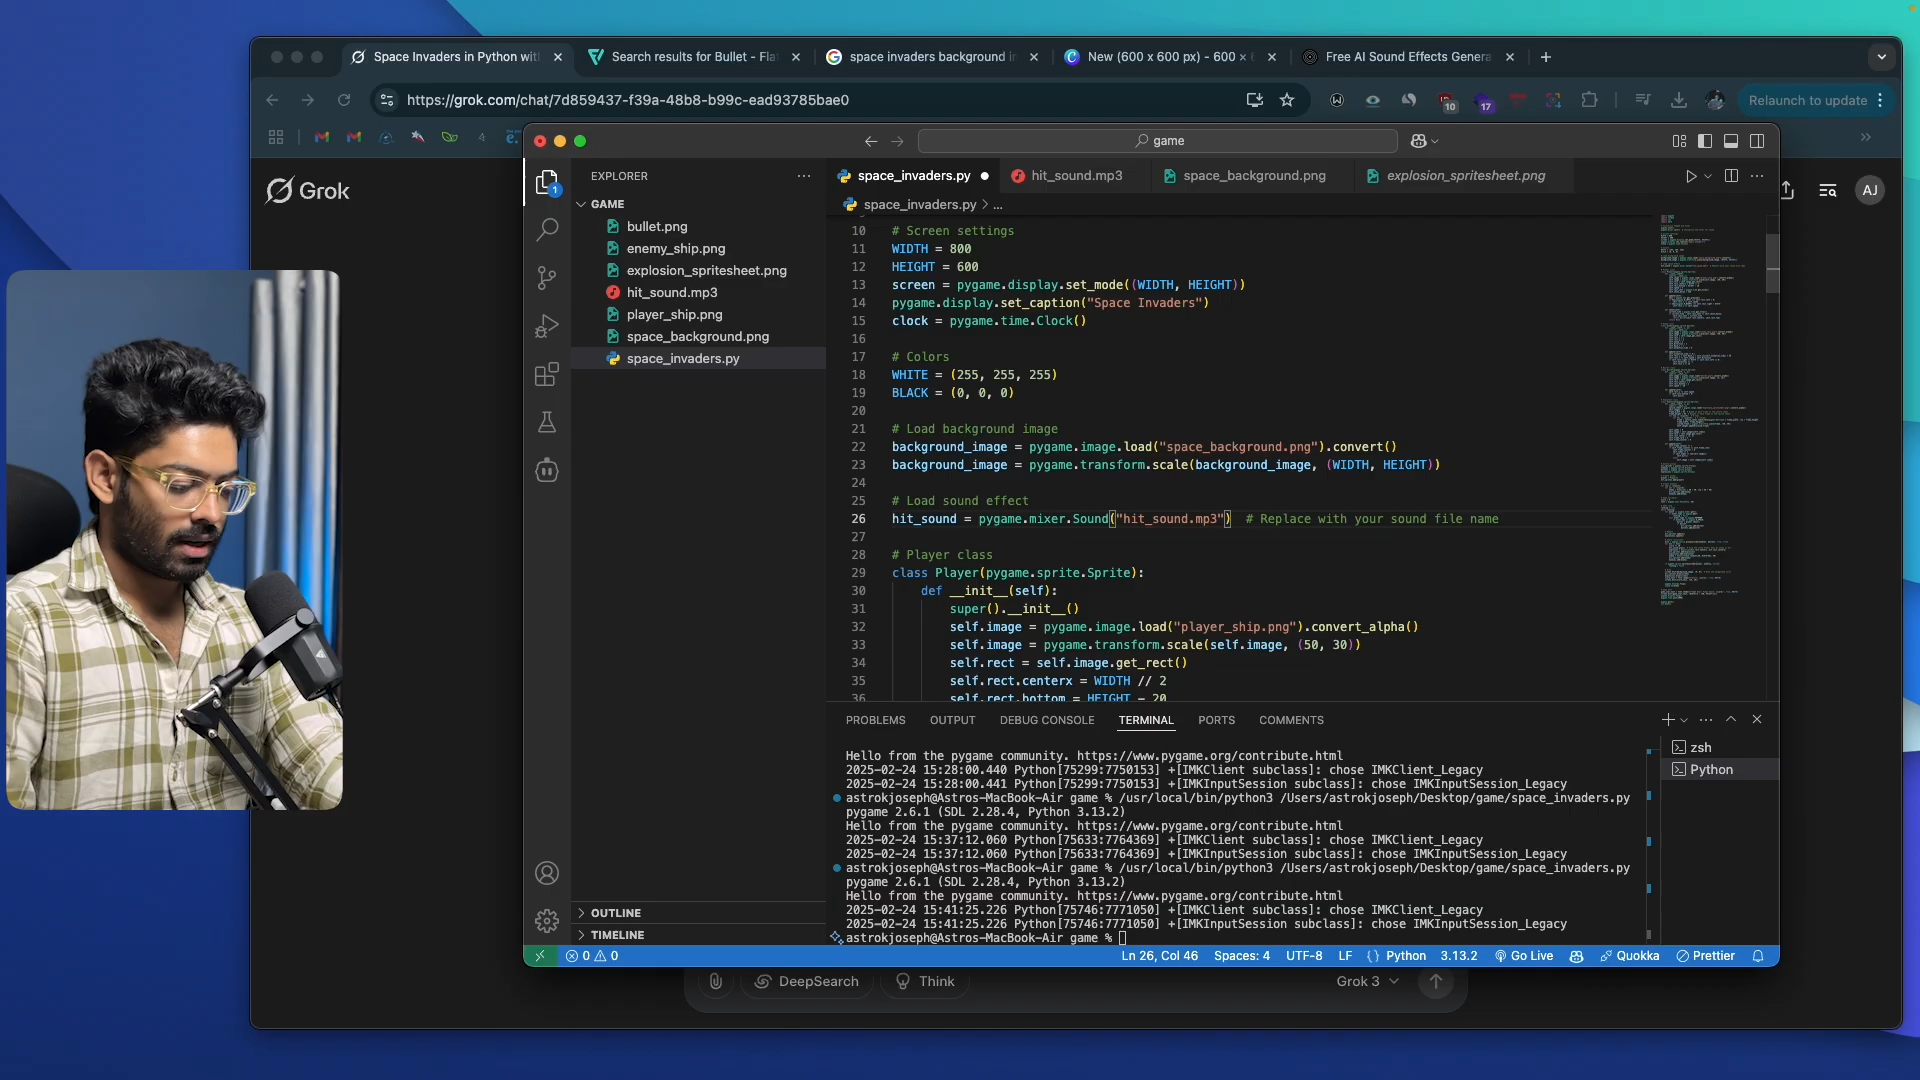 Space Invaders in Python wit
Search results for Bullet - Fla
space invaders background in
New (600 x 600 px) - 600 ×
Free AI Sound Effects Genera
https://grok.com/chat/7d859437-f39a-48b8-b99c-ead93785bae0
10
17
Relaunch to update
game
Grok
AJ
EXPLORER
GAME
bullet.png
enemy_ship.png
explosion_spritesheet.png
hit_sound.mp3
player_ship.png
space_background.png
space_invaders.py
OUTLINE
TIMELINE
1
space_invaders.py
hit_sound.mp3
space_background.png
explosion_spritesheet.png
space_invaders.py > ...
10 # Screen settings
11 WIDTH = 800
12 HEIGHT = 600
13 screen = pygame.display.set_mode((WIDTH, HEIGHT))
14 pygame.display.set_caption("Space Invaders")
15 clock = pygame.time.Clock()
16
17 # Colors
18 WHITE = (255, 255, 255)
19 BLACK = (0, 0, 0)
20
21 # Load background image
22 background_image = pygame.image.load("space_background.png").convert()
23 background_image = pygame.transform.scale(background_image, (WIDTH, HEIGHT))
24
25 # Load sound effect
26 hit_sound = pygame.mixer.Sound("hit_sound.mp3") # Replace with your sound file name
27
28 # Player class
29 class Player(pygame.sprite.Sprite):
30 def __init__(self):
31 super().__init__()
32 self.image = pygame.image.load("player_ship.png").convert_alpha()
33 self.image = pygame.transform.scale(self.image, (50, 30))
34 self.rect = self.image.get_rect()
35 self.rect.centerx = WIDTH // 2
36 self.rect.bottom = HEIGHT - 20
PROBLEMS OUTPUT DEBUG CONSOLE TERMINAL PORTS COMMENTS
zsh
Python
Hello from the pygame community. https://www.pygame.org/contribute.html
2025-02-24 15:28:00.440 Python[75299:7750153] +[IMKClient subclass]: chose IMKClient_Legacy
2025-02-24 15:28:00.441 Python[75299:7750153] +[IMKInputSession subclass]: chose IMKInputSession_Legacy
astrokjoseph@Astros-MacBook-Air game % /usr/local/bin/python3 /Users/astrokjoseph/Desktop/game/space_invaders.py
pygame 2.6.1 (SDL 2.28.4, Python 3.13.2)
Hello from the pygame community. https://www.pygame.org/contribute.html
2025-02-24 15:37:12.060 Python[75633:7764369] +[IMKClient subclass]: chose IMKClient_Legacy
2025-02-24 15:37:12.060 Python[75633:7764369] +[IMKInputSession subclass]: chose IMKInputSession_Legacy
astrokjoseph@Astros-MacBook-Air game % /usr/local/bin/python3 /Users/astrokjoseph/Desktop/game/space_invaders.py
pygame 2.6.1 (SDL 2.28.4, Python 3.13.2)
Hello from the pygame community. https://www.pygame.org/contribute.html
2025-02-24 15:41:25.226 Python[75746:7771050] +[IMKClient subclass]: chose IMKClient_Legacy
2025-02-24 15:41:25.226 Python[75746:7771050] +[IMKInputSession subclass]: chose IMKInputSession_Legacy
astrokjoseph@Astros-MacBook-Air game %
0 0 Ln 26, Col 46 Spaces: 4 UTF-8 LF {} Python 3.13.2 Go Live Quokka Prettier
DeepSearch Think Grok 3